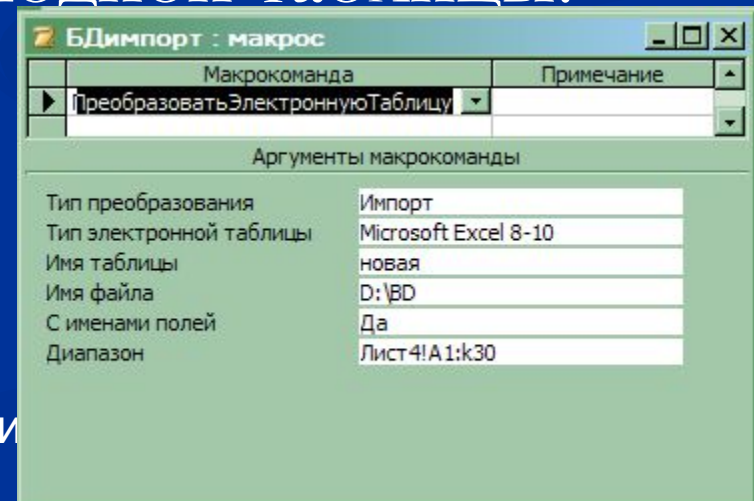 БДимпорт : макрос
Макрокоманда Примечание
ПреобразоватьЭлектроннуюТаблицу
Аргументы макрокоманды
Тип преобразования Импорт
Тип электронной таблицы Microsoft Excel 8-10
Имя таблицы новая
Имя файла D:\BD
С именами полей Да
Диапазон Лист4!A1:k30
и